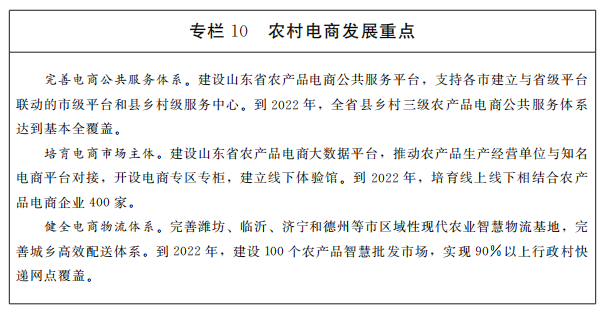 专栏 10 农村电商发展重点
完善电商公共服务体系。建设山东省农产品电商公共服务平台，支持各市建立与省级平台
联动的市级平台和县乡村级服务中心。到 2022 年，全省县乡村三级农产品电商公共服务体系
达到基本全覆盖。
培育电商市场主体。建设山东省农产品电商大数据平台，推动农产品生产经营单位与知名
电商平台对接，开设电商专区专柜，建立线下体验馆。到 2022 年，培育线上线下相结合农产
品电商企业 400 家。
健全电商物流体系。完善潍坊、临沂、济宁和德州等市区域性现代农业智慧物流基地，完
善城乡高效配送体系。到 2022 年，建设 100 个农产品智慧批发市场，实现 90%以上行政村快
递网点覆盖。